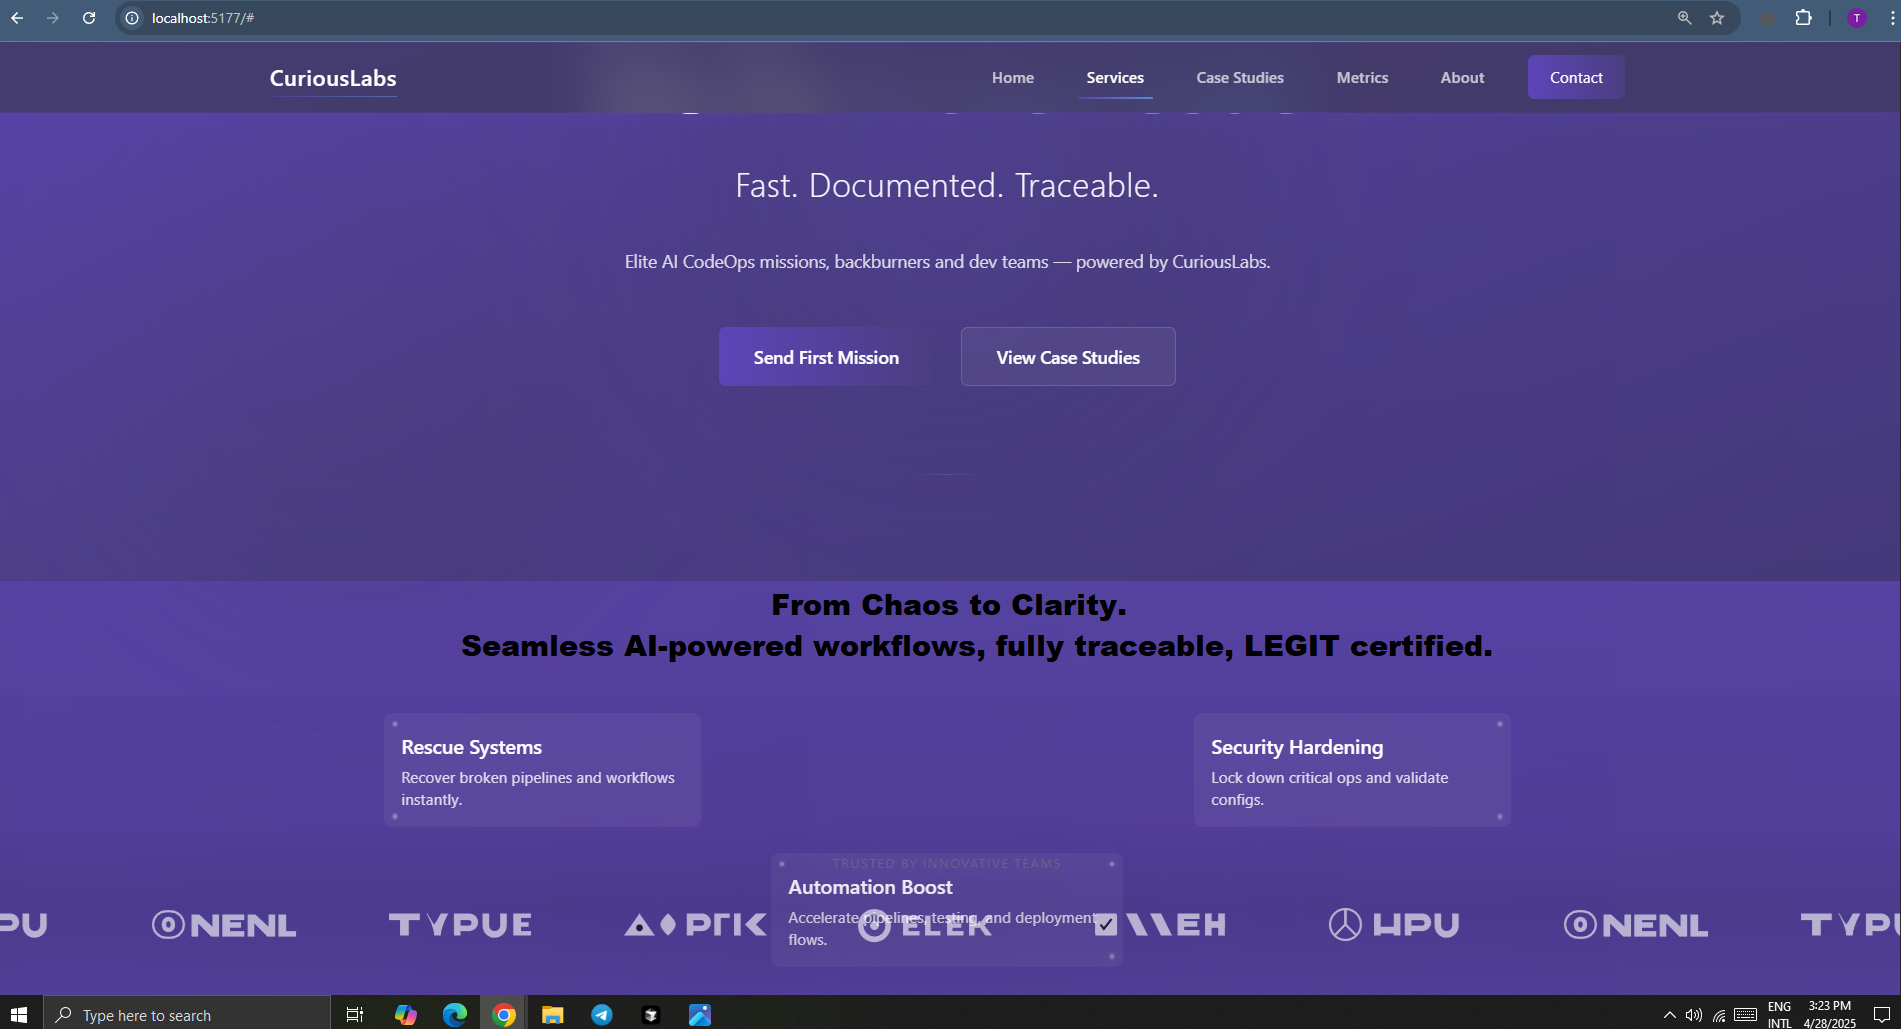 localhost:5177/#
T
CuriousLabs
Home
Services
Case Studies
Metrics
About
Contact
Fast. Documented. Traceable.
Elite AI CodeOps missions, backburners and dev teams — powered by CuriousLabs.
Send First Mission
View Case Studies
From Chaos to Clarity.
Seamless AI-powered workflows, fully traceable, LEGIT certified.
Rescue Systems
Recover broken pipelines and workflows
instantly.
Security Hardening
Lock down critical ops and validate
configs.
TRUSTED BY INNOVATIVE TEAMS
Automation Boost
Accelerate pipelines, testing, and deployment
flows.
PU
ONENL
TYPUE
ELEK
HPU
ONENL
TYPU
Type here to search
ENG
INTL
3:23 PM
4/28/2025